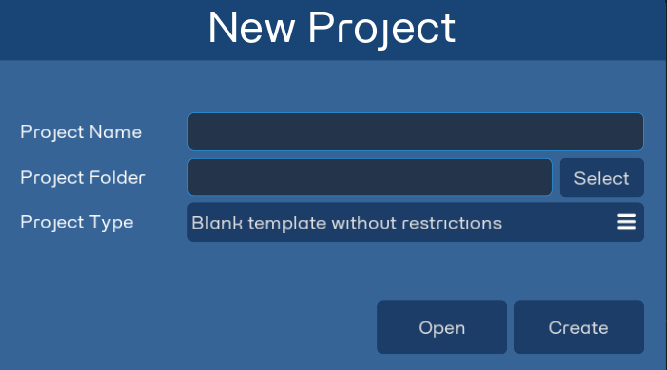 New Project
Project Name
Project Folder
Select
Project Type
Blank template without restrictions
Open
Create